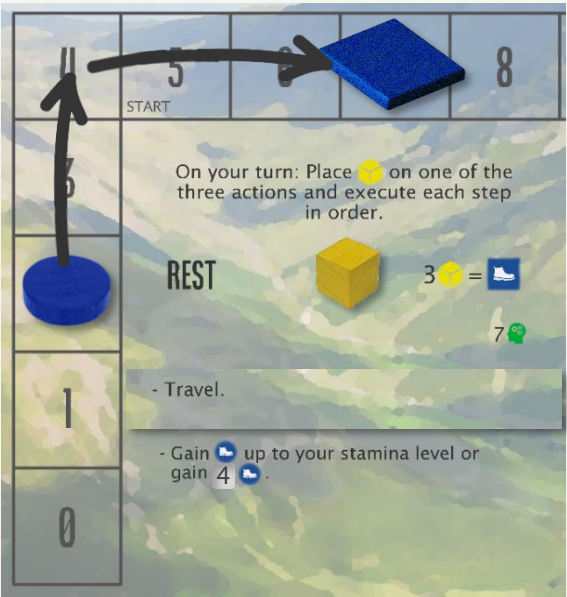 4 5 6 8
START
3
On your turn: Place on one of the
three actions and execute each step
in order.
REST 3 =
7
1
- Travel.
- Gain up to your stamina level or
gain 4 .
0